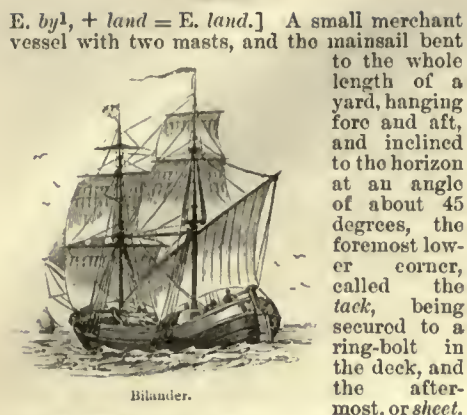 E. by¹, + land = E. land.] A small merchant
vessel with two masts, and the mainsail bent
to the whole
length of a
yard, hanging
fore and aft,
and inclined
to the horizon
at an angle
of about 45
degrees, the
foremost low-
er corner,
called the
tack, being
secured to a
ring-bolt in
the deck, and
the after-
most, or sheet,
Bilander.